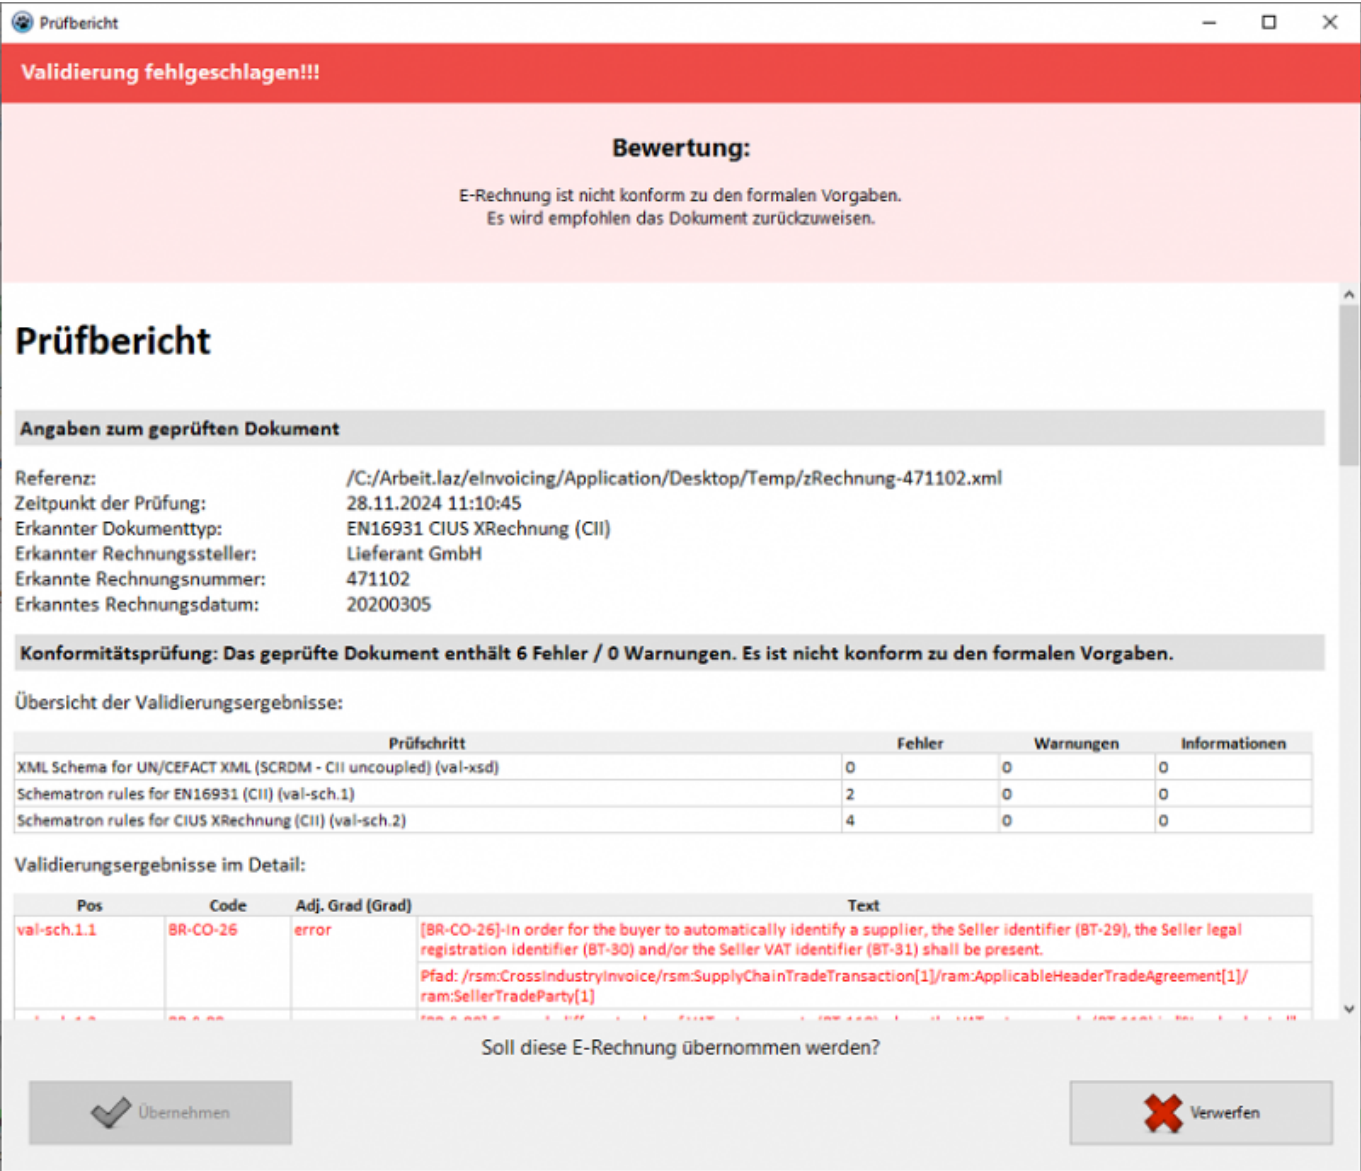 Prüfbericht
Validierung fehlgeschlagen!!!
Bewertung:
E-Rechnung ist nicht konform zu den formalen Vorgaben.
Es wird empfohlen das Dokument zurückzuweisen.
Prüfbericht
Angaben zum geprüften Dokument
Referenz: /C:/Arbeit.laz/eInvoicing/Application/Desktop/Temp/zRechnung-471102.xml
Zeitpunkt der Prüfung: 28.11.2024 11:10:45
Erkannter Dokumenttyp: EN16931 CIUS XRechnung (CII)
Erkannter Rechnungssteller: Lieferant GmbH
Erkannte Rechnungsnummer: 471102
Erkanntes Rechnungsdatum: 20200305
Konformitätsprüfung: Das geprüfte Dokument enthält 6 Fehler / 0 Warnungen. Es ist nicht konform zu den formalen Vorgaben.
Übersicht der Validierungsergebnisse:
Prüfschritt Fehler Warnungen Informationen
XML Schema for UN/CEFACT XML (SCRDM - CII uncoupled) (val-xsd) 0 0 0
Schematron rules for EN16931 (CII) (val-sch.1) 2 0 0
Schematron rules for CIUS XRechnung (CII) (val-sch.2) 4 0 0
Validierungsergebnisse im Detail:
Pos Code Adj. Grad (Grad) Text
val-sch.1.1 BR-CO-26 error [BR-CO-26]-In order for the buyer to automatically identify a supplier, the Seller identifier (BT-29), the Seller legal
registration identifier (BT-30) and/or the Seller VAT identifier (BT-31) shall be present.
Pfad: /rsm:CrossIndustryInvoice/rsm:SupplyChainTradeTransaction[1]/ram:ApplicableHeaderTradeAgreement[1]/
ram:SellerTradeParty[1]
Soll diese E-Rechnung übernommen werden?
Übernehmen
Verwerfen